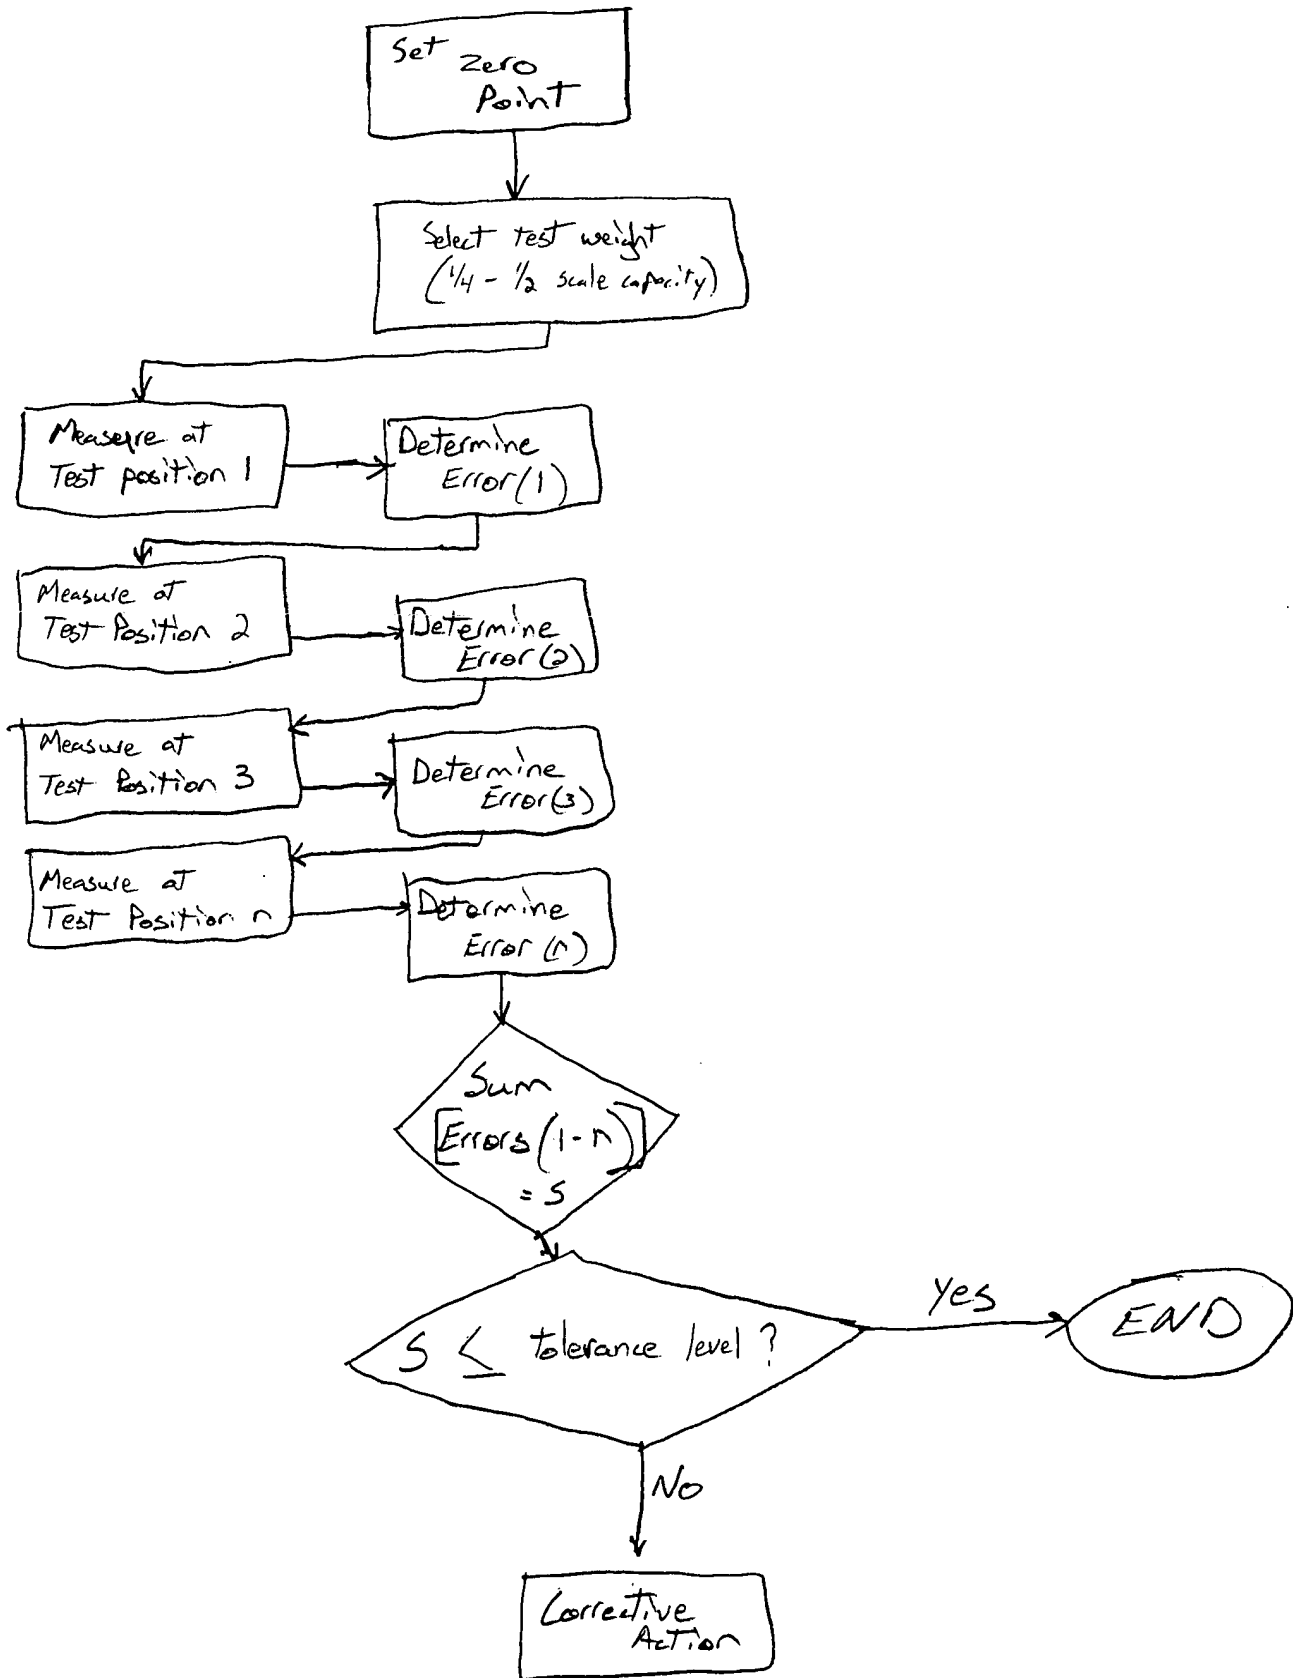 Set zero
Point
Select test weight
(1/4 - 1/2 scale capacity)
Measure at
Test position 1
Determine
Error(1)
Measure at
Test Position 2
Determine
Error(2)
Measure at
Test Position 3
Determine
Error(3)
Measure at
Test Position n
Determine
Error(n)
Sum
[Errors(1-n)]
= S
S ≤ tolerance level?
Yes
END
No
Corrective
Action